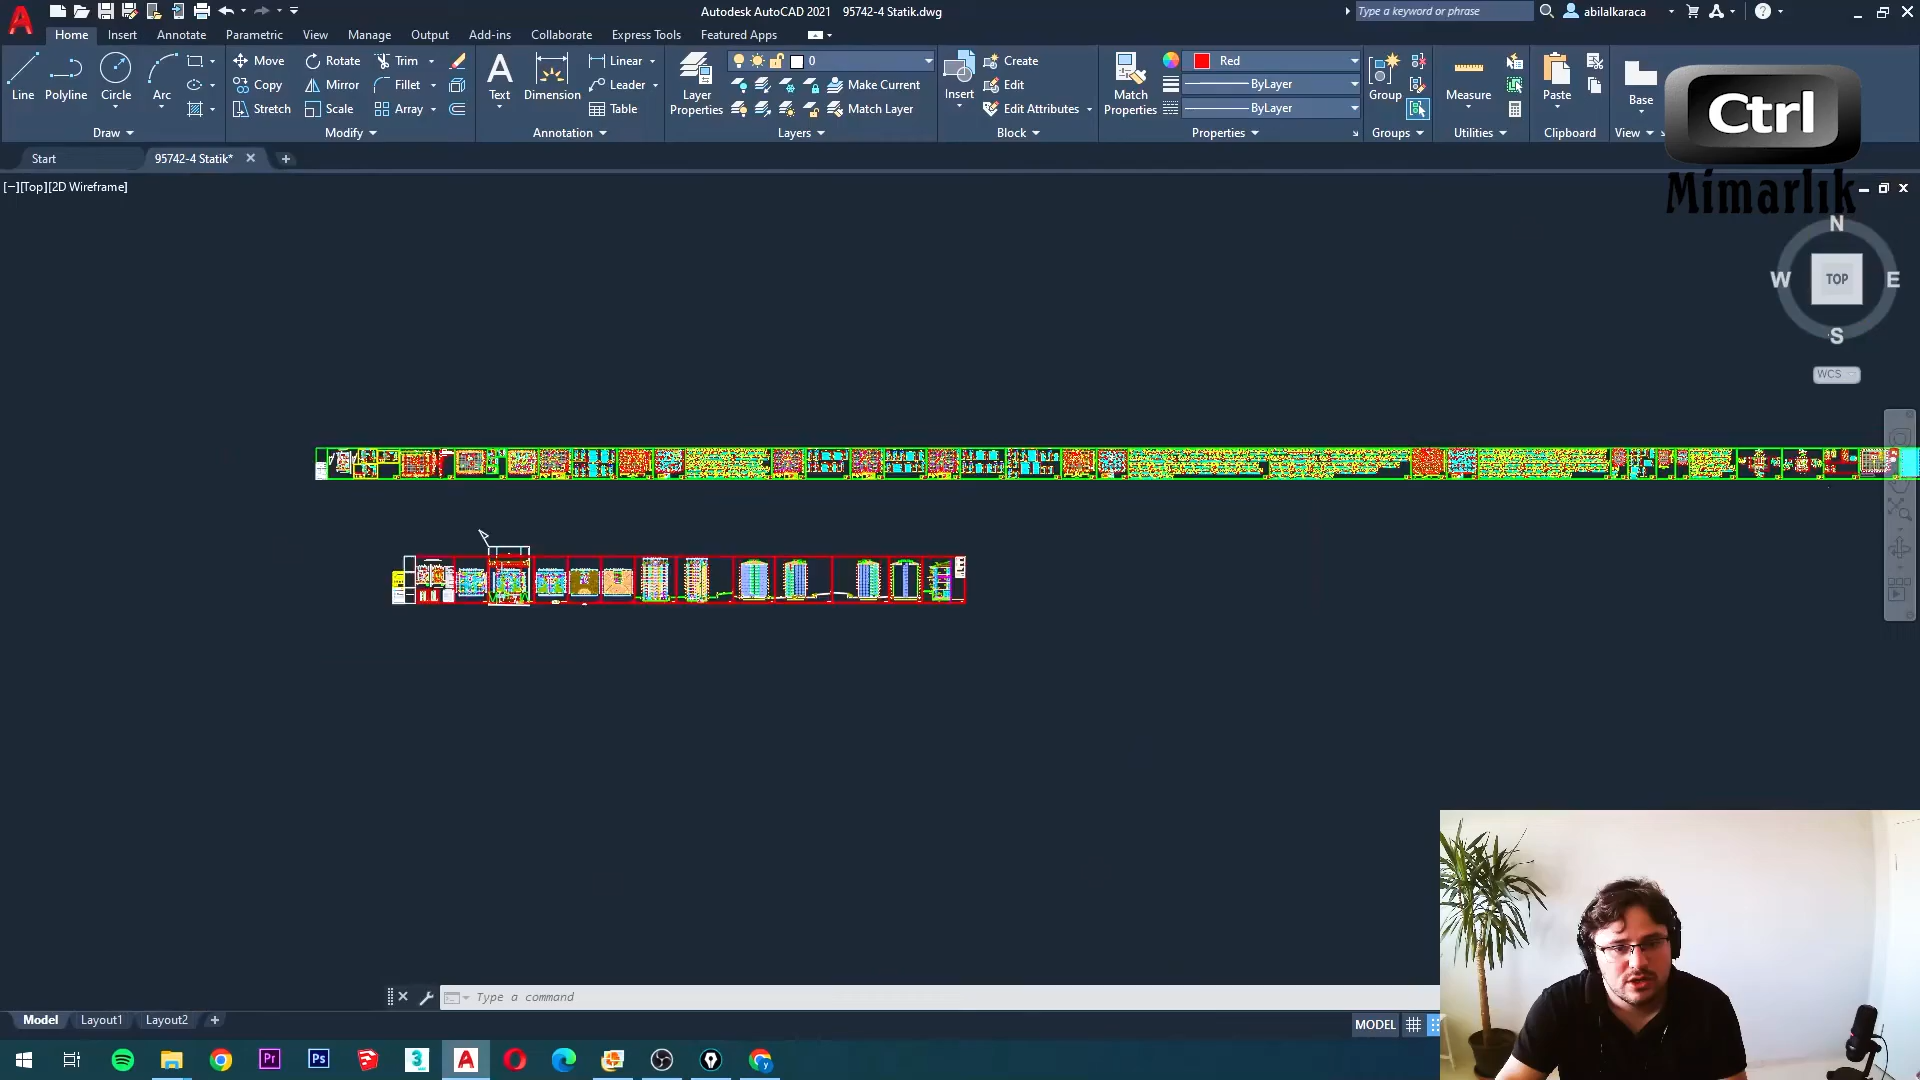 Autodesk AutoCAD 2021 95742-4 Statik.dwg
Type a keyword or phrase
abilalkaraca
Home Insert Annotate Parametric View Manage Output Add-ins Collaborate Express Tools Featured Apps
Line
Polyline
Circle
Arc
Draw
Move
Rotate
Trim
Copy
Mirror
Fillet
Stretch
Scale
Array
Modify
Text
Dimension
Linear
Leader
Table
Annotation
Layer
Properties
0
Make Current
Match Layer
Layers
Insert
Create
Edit
Edit Attributes
Block
Match
Properties
Red
ByLayer
ByLayer
Properties
Group
Groups
Measure
Utilities
Paste
Clipboard
Base
View
Ctrl
Mimarlık
Start
95742-4 Statik*
[−][Top][2D Wireframe]
N
W
TOP
E
S
WCS
Type a command
Model
Layout1
Layout2
MODEL
Pr
Ps
3
A